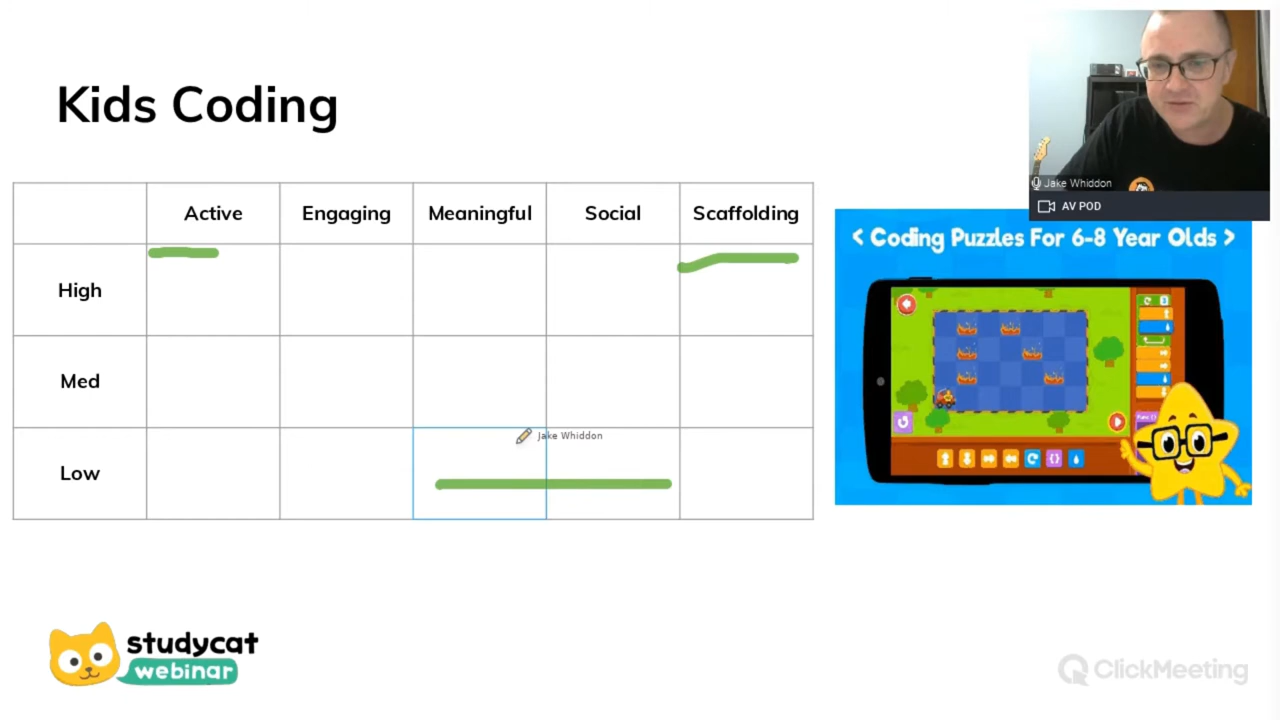 Kids Coding
Active Engaging Meaningful Social Scaffolding
High
Med
Low
Jake Whiddon
Jake Whiddon
AV POD
< Coding Puzzles For 6-8 Year Olds >
studycat
webinar
ClickMeeting